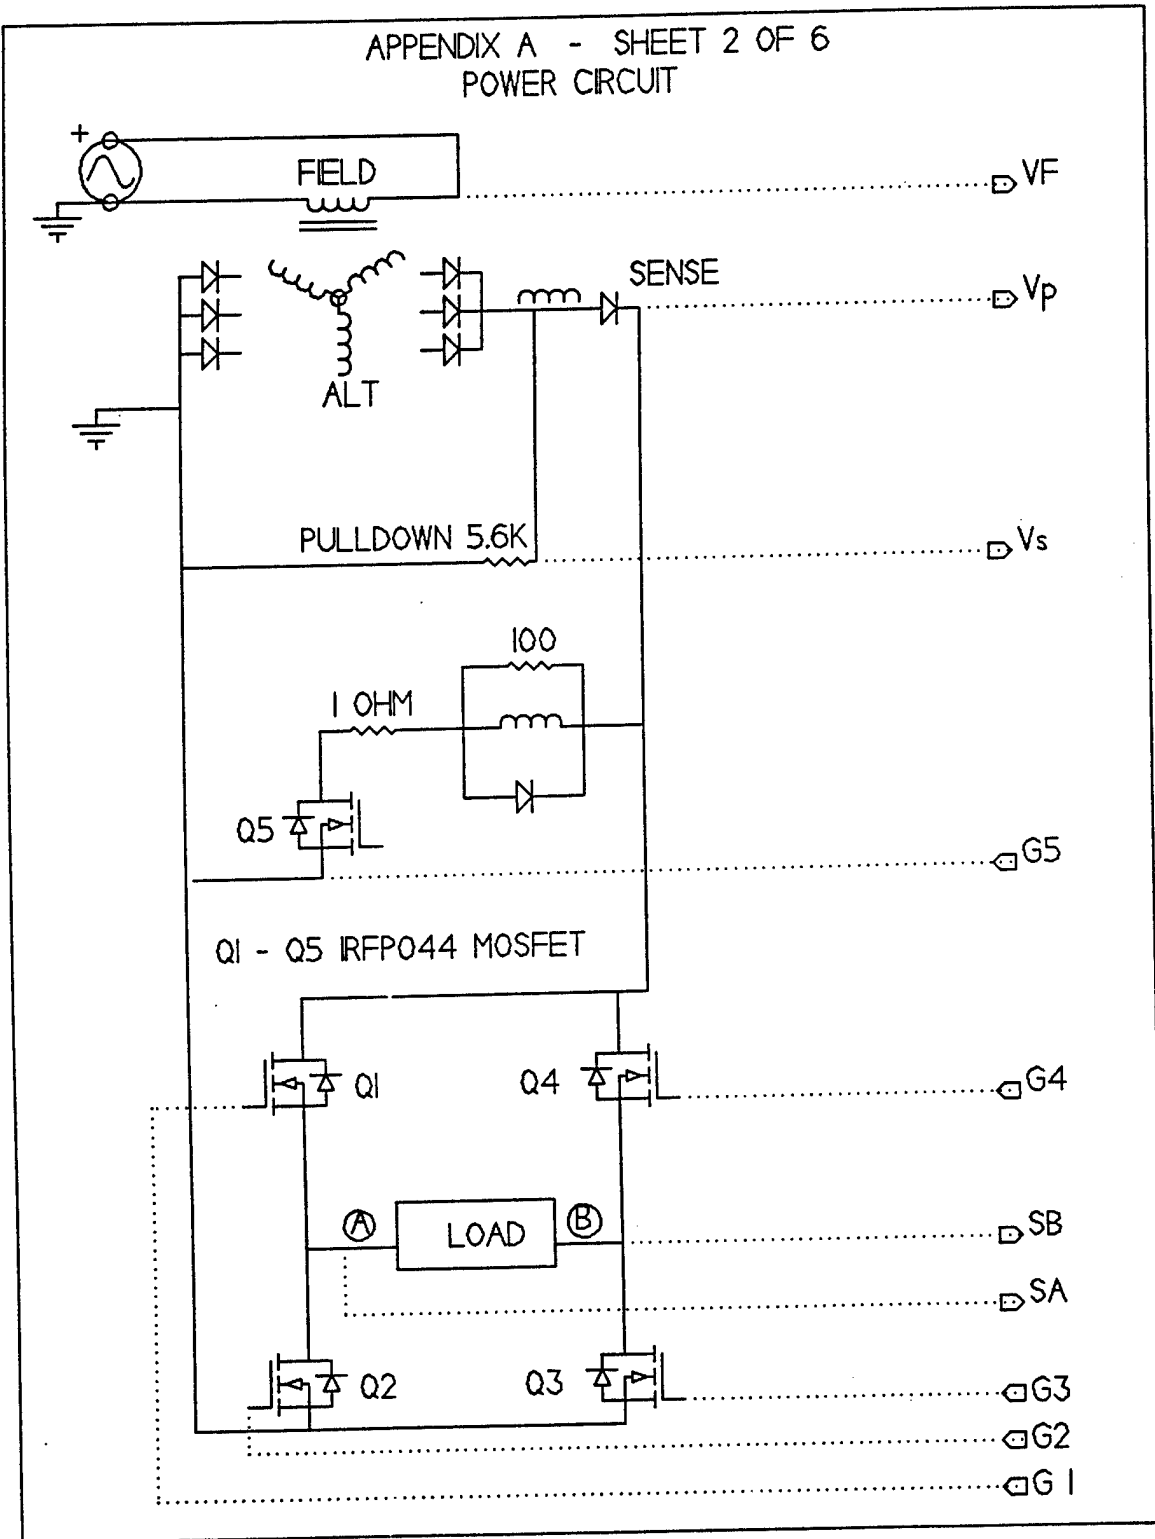 APPENDIX A - SHEET 2 OF 6
POWER CIRCUIT
+
FIELD
VF
SENSE
Vp
ALT
PULLDOWN 5.6K
Vs
100
1 OHM
Q5
G5
Q1 - Q5 IRFP044 MOSFET
Q1
Q4
G4
A
LOAD
B
SB
SA
Q2
Q3
G3
G2
G1